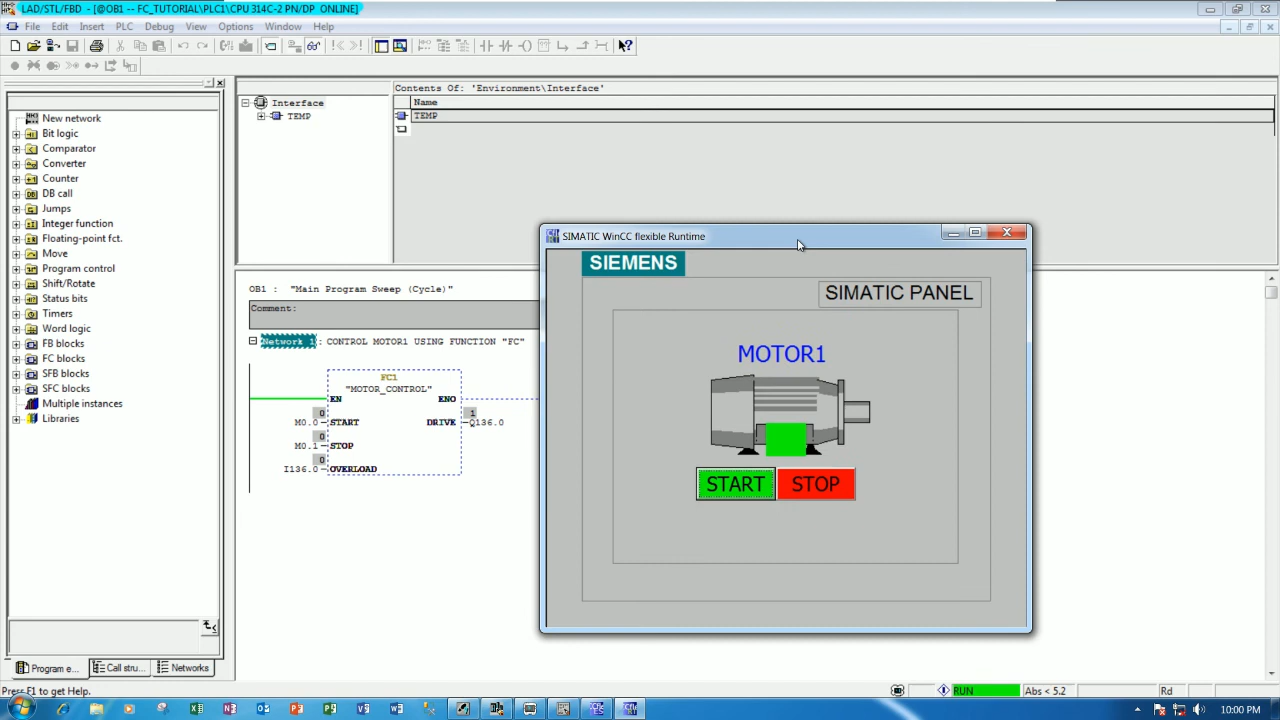 LAD/STL/FBD - [@OB1 -- FC_TUTORIAL\PLC1\CPU 314C-2 PN/DP ONLINE]
File Edit Insert PLC Debug View Options Window Help
Contents Of: 'Environment\Interface'
Interface
TEMP
Name
TEMP
New network
Bit logic
Comparator
Converter
Counter
DB call
Jumps
Integer function
Floating-point fct.
Move
Program control
Shift/Rotate
Status bits
Timers
Word logic
FB blocks
FC blocks
SFB blocks
SFC blocks
Multiple instances
Libraries
OB1 : "Main Program Sweep (Cycle)"
Comment:
Network 1: CONTROL MOTOR1 USING FUNCTION "FC"
FC1
"MOTOR_CONTROL"
EN ENO
0 1
M0.0 START DRIVE Q136.0
0
M0.1 STOP
0
I136.0 OVERLOAD
SIMATIC WinCC flexible Runtime
SIEMENS
SIMATIC PANEL
MOTOR1
START STOP
Program e... Call stru... Networks
Press F1 to get Help.
RUN Abs < 5.2 Rd
10:00 PM